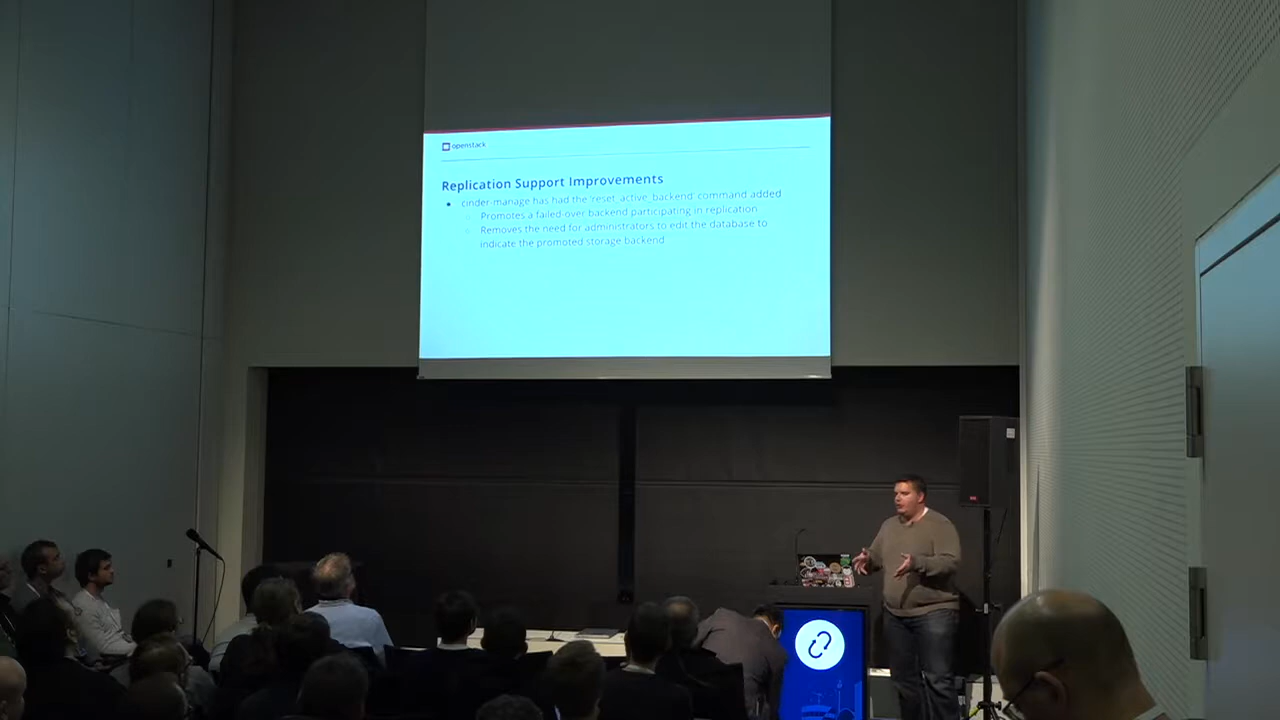 openstack
Replication Support Improvements
cinder-manage has had the 'reset_active_backend' command added
Promotes a failed-over backend participating in replication
Removes the need for administrators to edit the database to
indicate the promoted storage backend